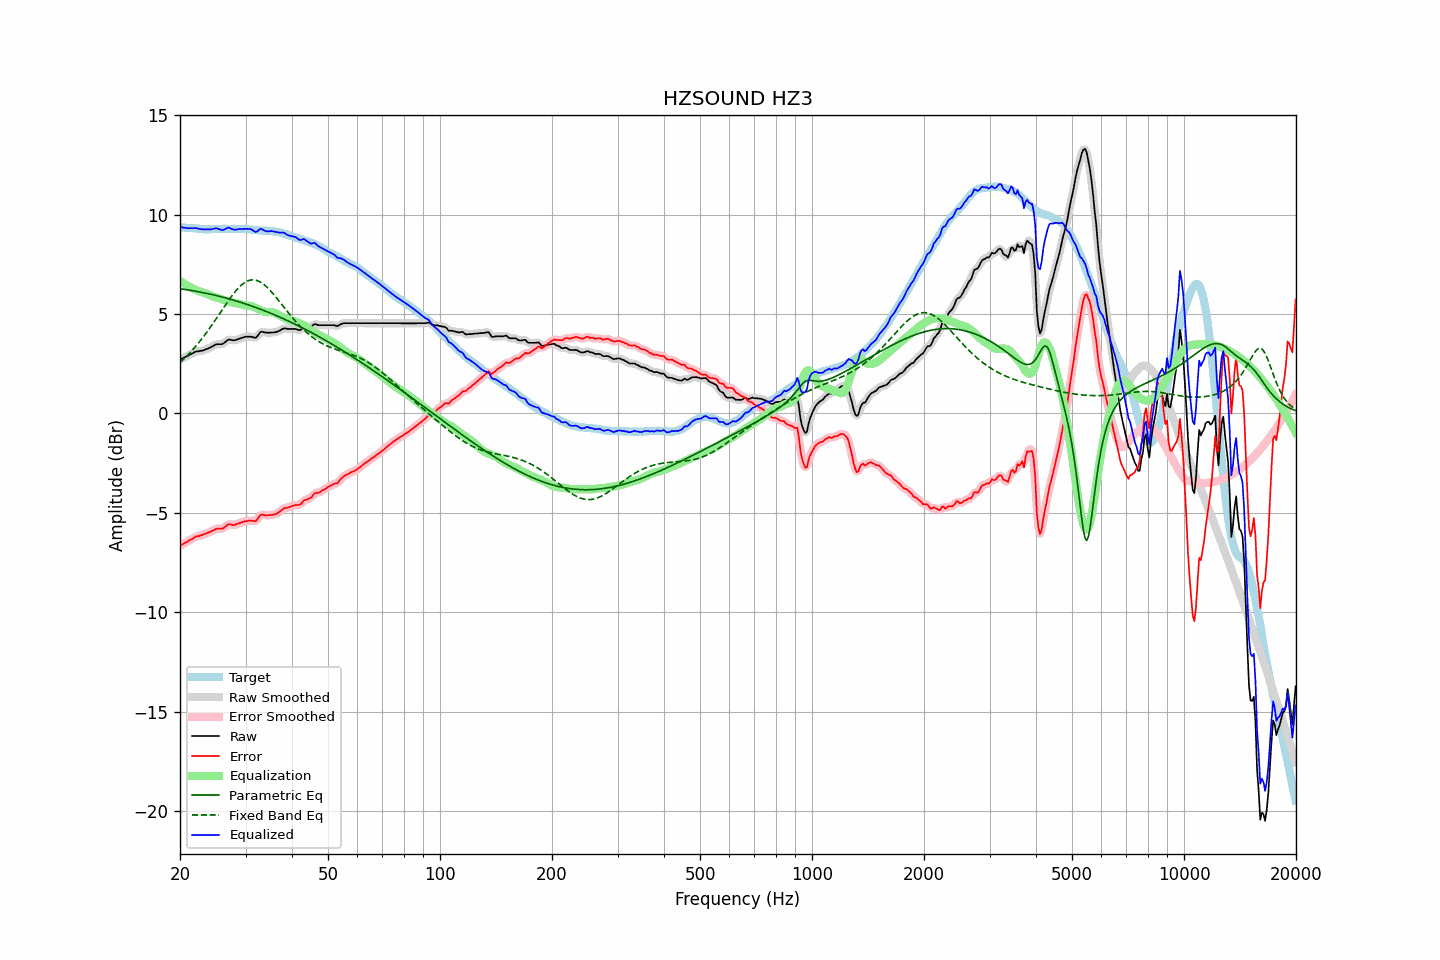 HZSOUND HZ3
15
10
5
0
−5
−10
−15
−20
Amplitude (dBr)
Target
Raw Smoothed
Error Smoothed
Raw
Error
Equalization
Parametric Eq
Fixed Band Eq
Equalized
20 50 100 200 500 1000 2000 5000 10000 20000
Frequency (Hz)